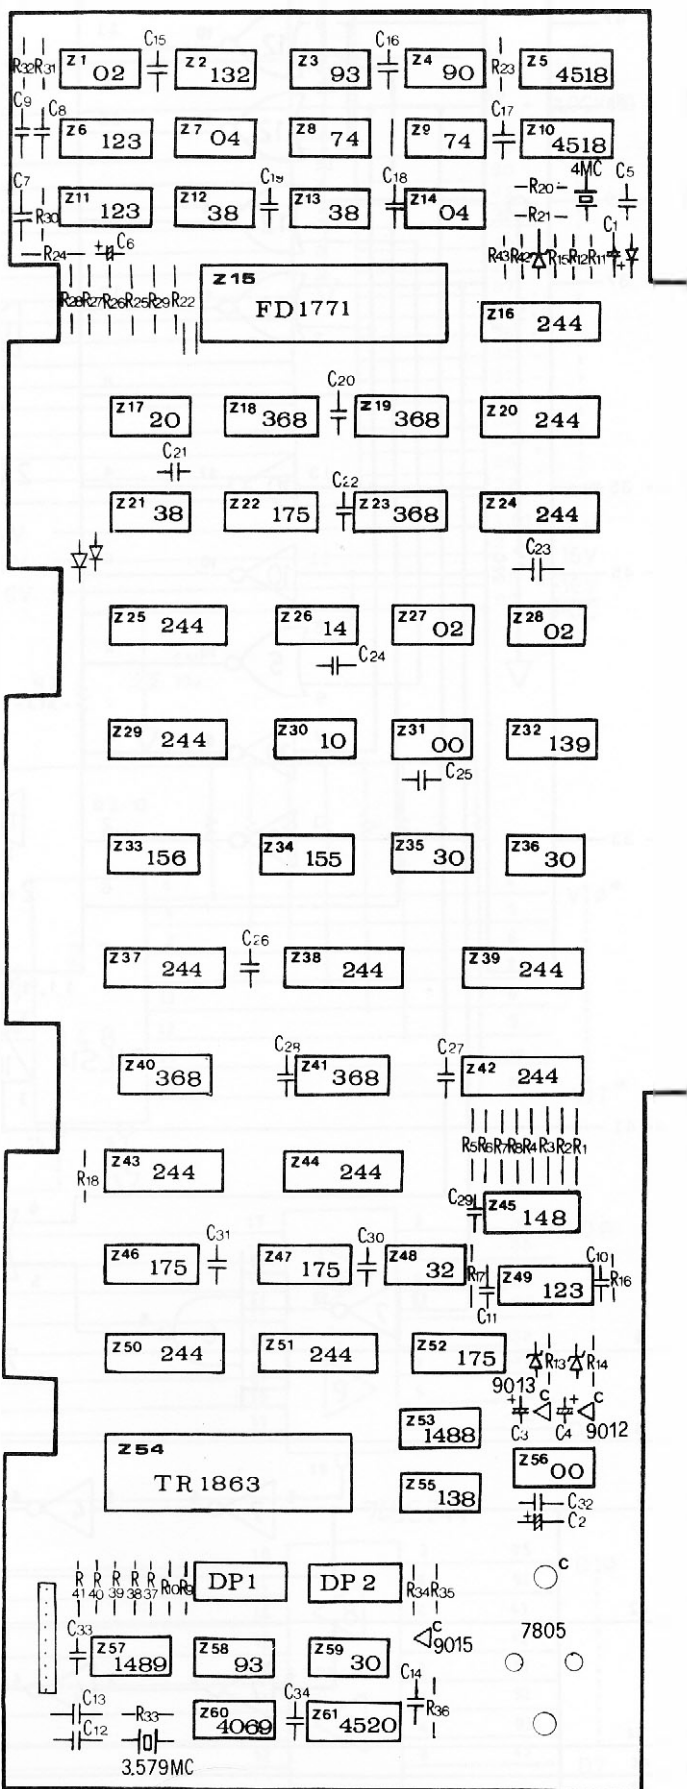 C15 C16
R32 R31 Z1 02 Z2 132 Z3 93 Z4 90 R23 Z5 4518
C9 C8 C17
Z6 123 Z7 04 Z8 74 Z9 74 Z10 4518
4MC
C7 C19 C18 R20 C5
R30 Z11 123 Z12 38 Z13 38 Z14 04 R21
R24 C6 C1
R43 R42 R15 R12 R11
R28 R27 R26 R25 R29 R22 Z15 FD1771
Z16 244
C20
Z17 20 Z18 368 Z19 368 Z20 244
C21
C22
Z21 38 Z22 175 Z23 368 Z24 244
C23
Z25 244 Z26 14 Z27 02 Z28 02
C24
Z29 244 Z30 10 Z31 00 Z32 139
C25
Z33 156 Z34 155 Z35 30 Z36 30
C26
Z37 244 Z38 244 Z39 244
C28 C27
Z40 368 Z41 368 Z42 244
R5 R6 R7 R8 R4 R3 R2 R1
R18 Z43 244 Z44 244
C29 Z45 148
C31 C30 C10
Z46 175 Z47 175 Z48 32 R17 Z49 123 R16
C11
Z50 244 Z51 244 Z52 175 R13 R14
9013 C C
C3 C4 9012
Z53 1488
Z54 TR1863 Z56 00
Z55 138 C32
C2
R41 R40 R39 R38 R37 R10 R9 DP1 DP2 R34 R35 C
C33 C 9015 7805
Z57 1489 Z58 93 Z59 30
C13 C14
R33 C34 R36
C12 Z60 4069 Z61 4520
3.579MC